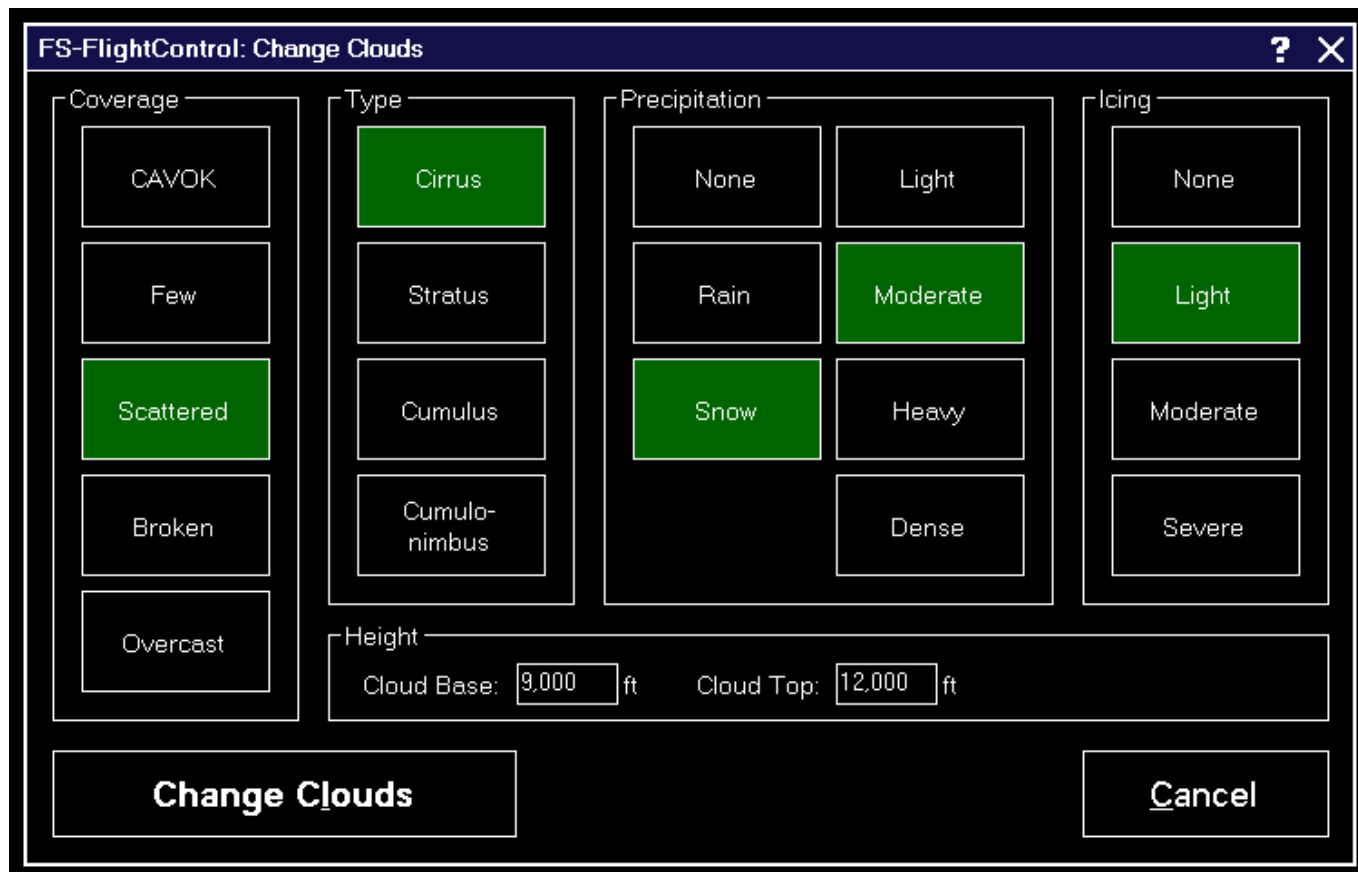 FS-FlightControl: Change Clouds ?
Coverage
CAVOK
Few
Scattered
Broken
Overcast
Type
Cirrus
Stratus
Cumulus
Cumulo-
nimbus
Precipitation
None
Light
Rain
Moderate
Snow
Heavy
Dense
Icing
None
Light
Moderate
Severe
Height
Cloud Base: 9,000 ft Cloud Top: 12,000 ft
Change Clouds
Cancel